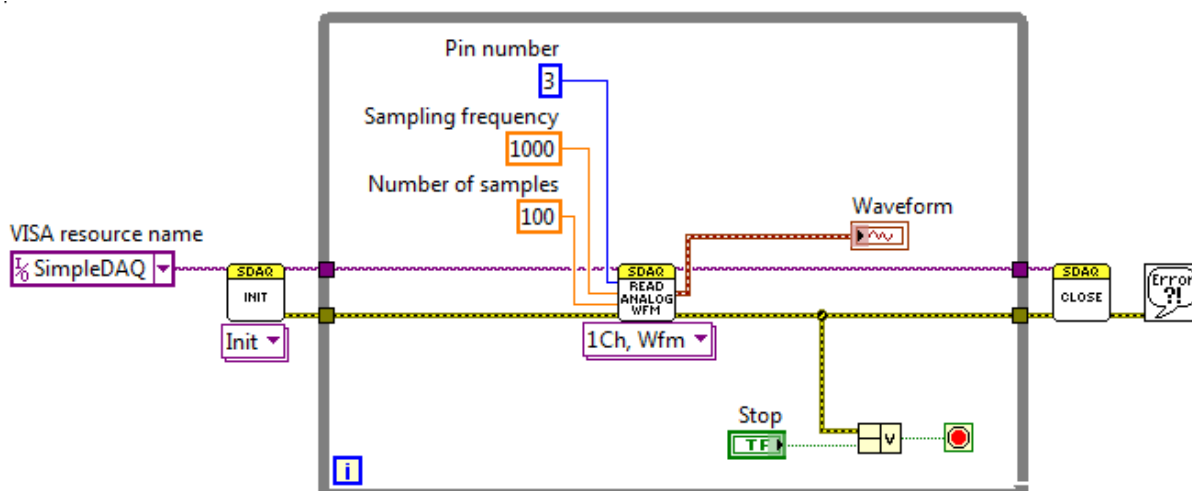 Pin number
3
Sampling frequency
1000
Number of samples
100
Waveform
VISA resource name
I/O SimpleDAQ
SDAQ
INIT
Init
SDAQ
READ
ANALOG
WFM
1Ch, Wfm
SDAQ
CLOSE
Error
?!
Stop
TF
V
i